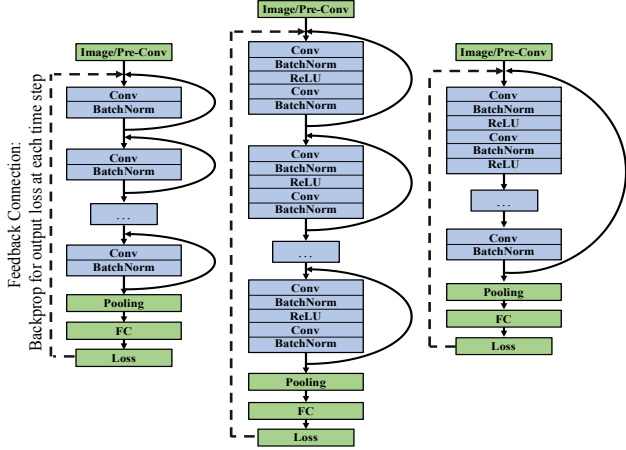 Feedback Connection:
Backprop for output loss at each time step
Image/Pre-Conv
Conv
BatchNorm
Conv
BatchNorm
...
Conv
BatchNorm
Pooling
FC
Loss
Image/Pre-Conv
Conv
BatchNorm
ReLU
Conv
BatchNorm
Conv
BatchNorm
ReLU
Conv
BatchNorm
...
Conv
BatchNorm
ReLU
Conv
BatchNorm
Pooling
FC
Loss
Image/Pre-Conv
Conv
BatchNorm
ReLU
Conv
BatchNorm
ReLU
...
Conv
BatchNorm
Pooling
FC
Loss